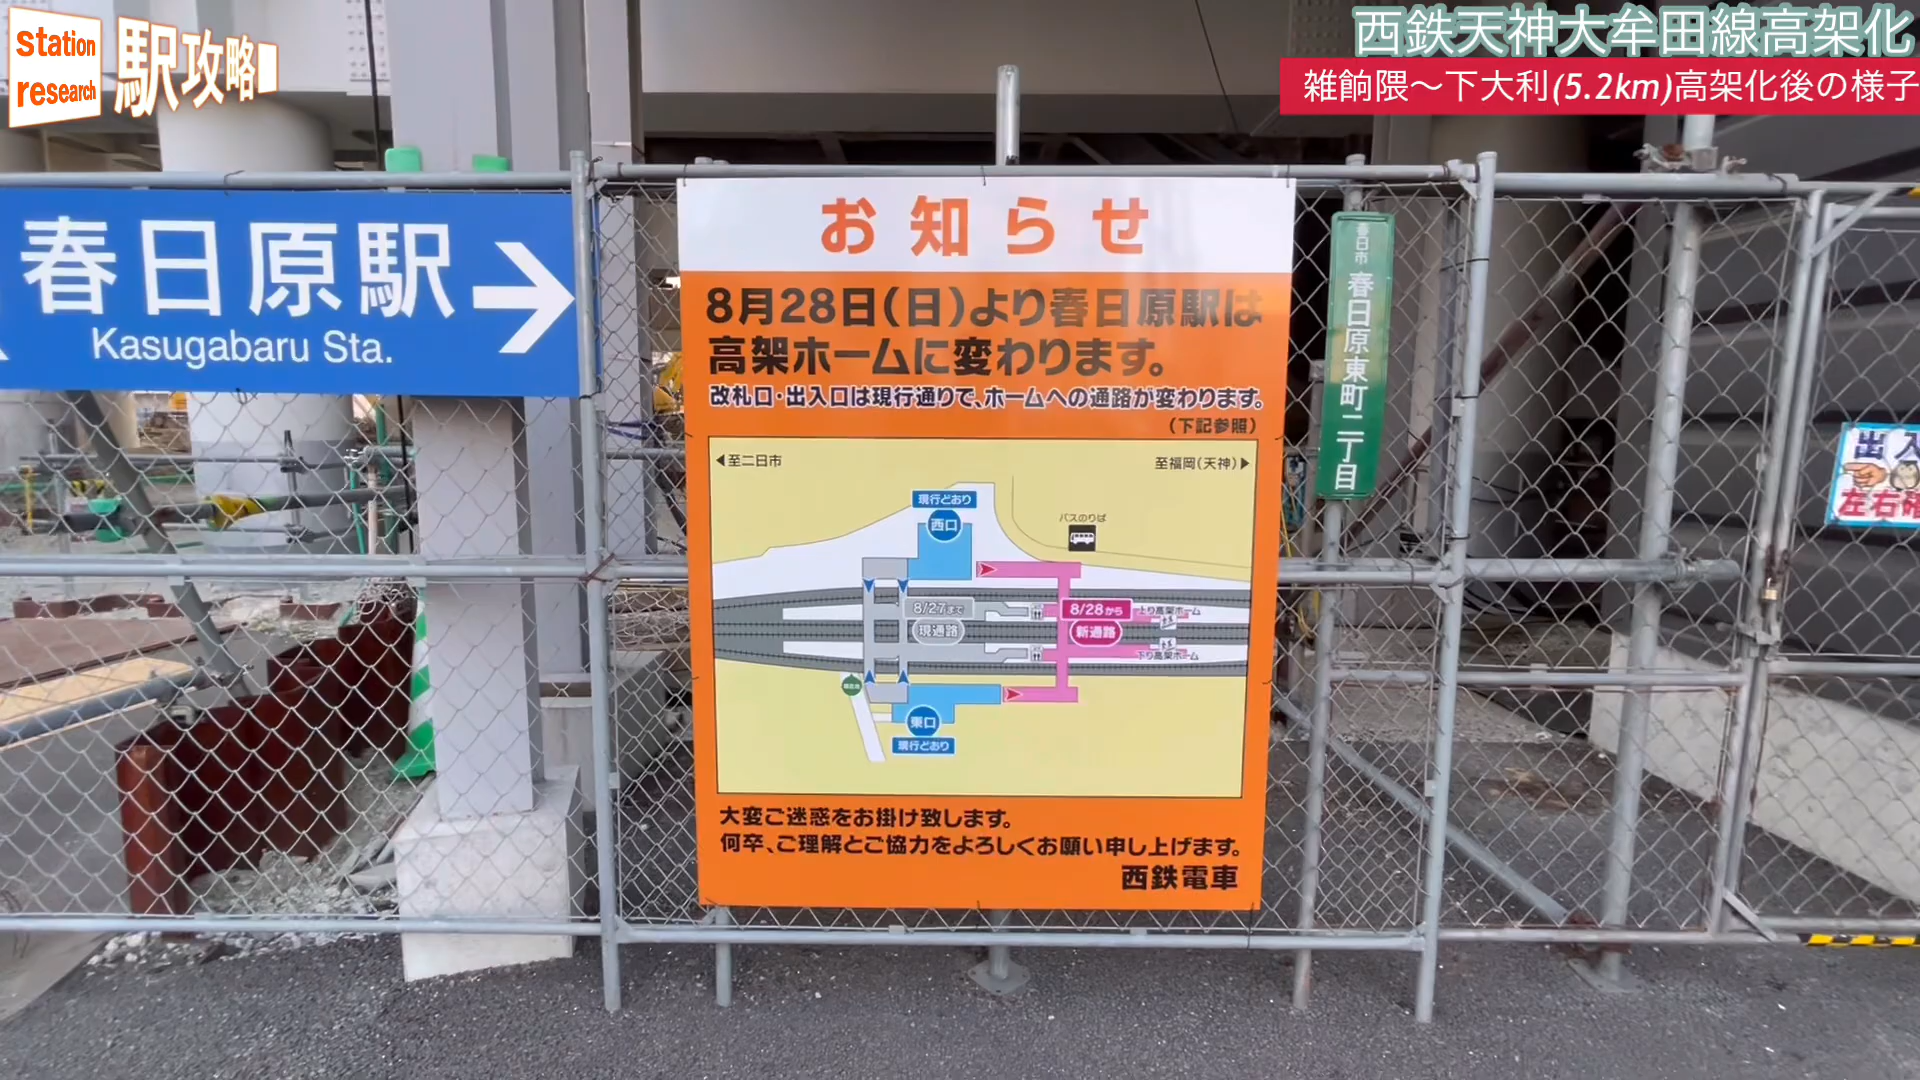 station
research
駅攻略
西鉄天神大牟田線高架化
雑餉隈～下大利(5.2km)高架化後の様子
春日原駅
Kasugabaru Sta.
お知らせ
8月28日(日)より春日原駅は
高架ホームに変わります。
改札口・出入口は現行通りで、ホームへの通路が変わります。
(下記参照)
至二日市
至福岡(天神)
現行どおり
西口
バスのりば
8/27まで
現通路
8/28から
新通路
上り高架ホーム
下り高架ホーム
東口
現行どおり
大変ご迷惑をお掛け致します。
何卒、ご理解とご協力をよろしくお願い申し上げます。
西鉄電車
春日市
春日原東町二丁目
出入
左右確